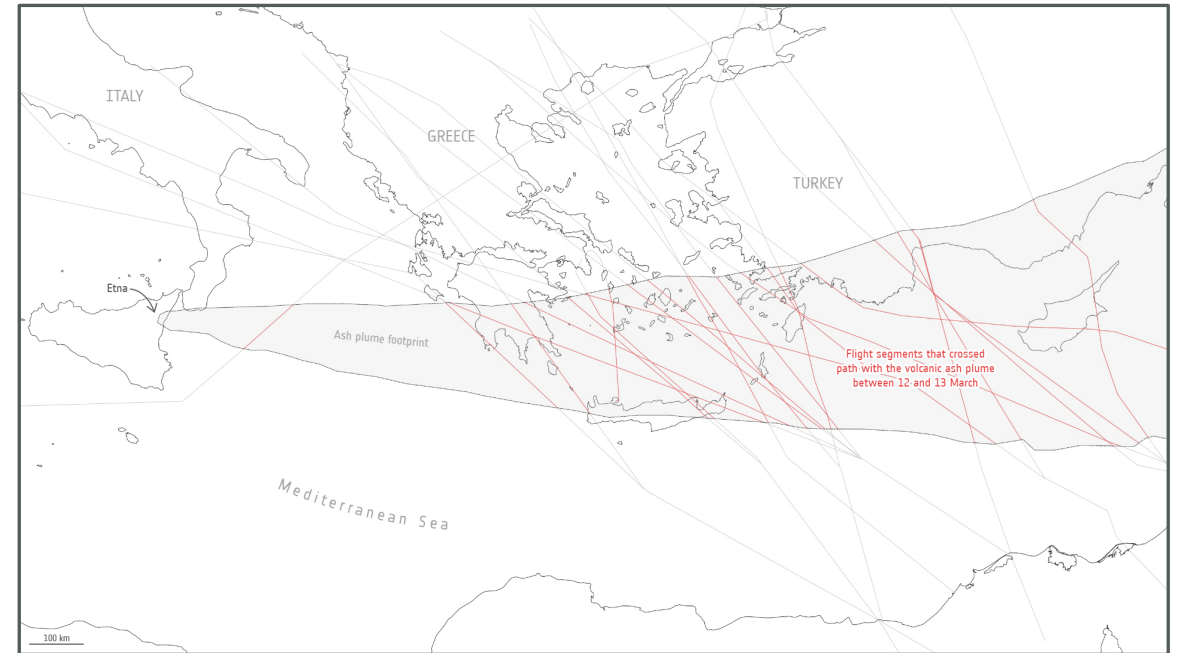 ITALY
GREECE
TURKEY
Etna
Ash plume footprint
Flight segments that crossed
path with the volcanic ash plume
between 12 and 13 March
Mediterranean Sea
100 km